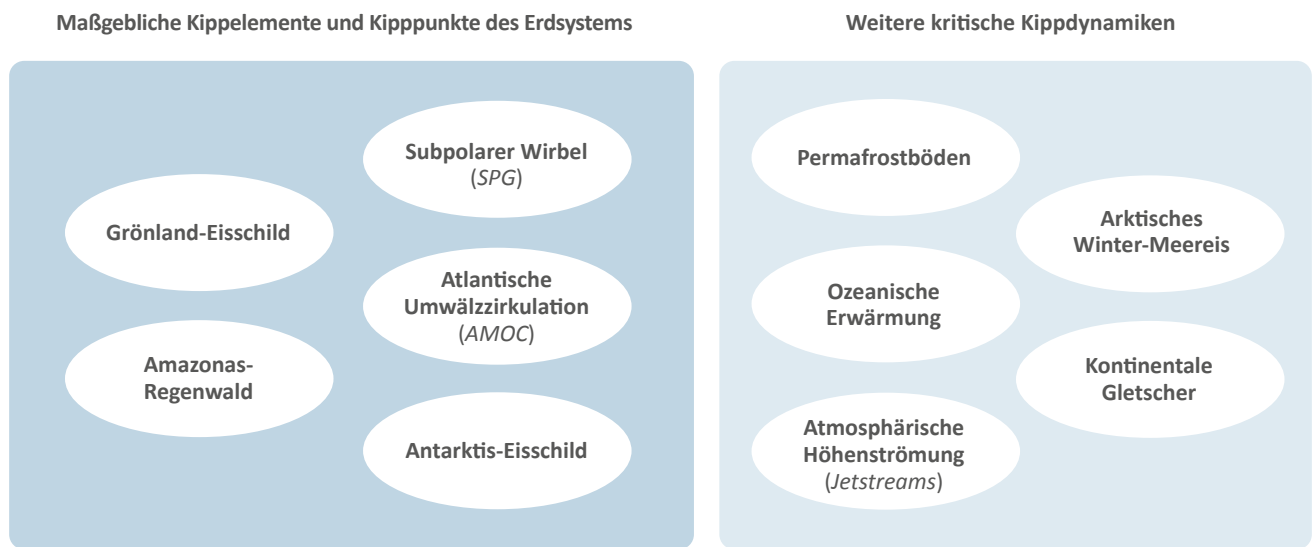 Maßgebliche Kippelemente und Kipppunkte des Erdsystems
Grönland-Eisschild
Amazonas-
Regenwald
Subpolarer Wirbel
(SPG)
Atlantische
Umwälzzirkulation
(AMOC)
Antarktis-Eisschild
Weitere kritische Kippdynamiken
Permafrostböden
Ozeanische
Erwärmung
Atmosphärische
Höhenströmung
(Jetstreams)
Arktisches
Winter-Meereis
Kontinentale
Gletscher